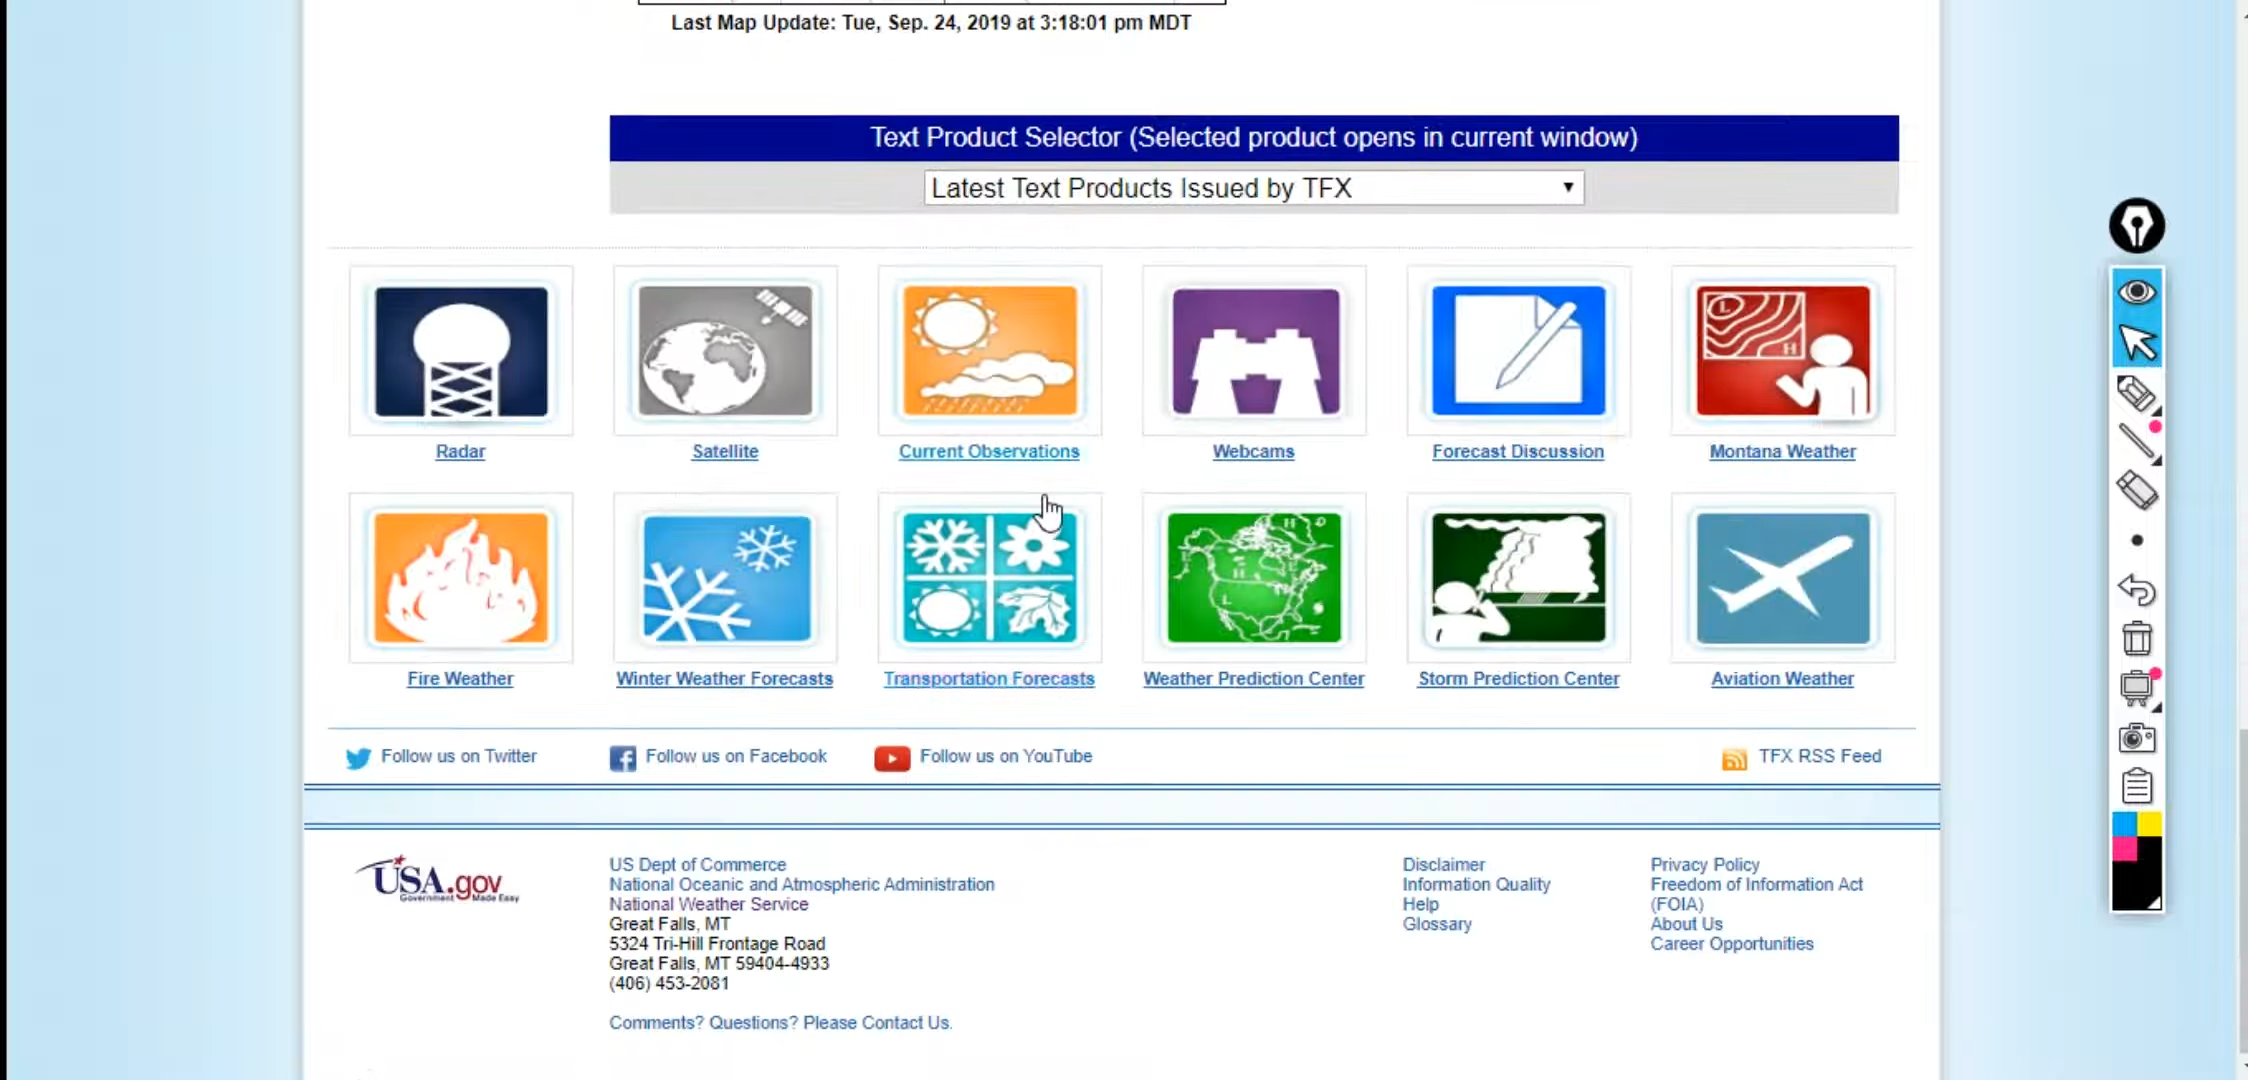 Last Map Update: Tue, Sep. 24, 2019 at 3:18:01 pm MDT
Text Product Selector (Selected product opens in current window)
Latest Text Products Issued by TFX
Radar
Satellite
Current Observations
Webcams
Forecast Discussion
Montana Weather
Fire Weather
Winter Weather Forecasts
Transportation Forecasts
Weather Prediction Center
Storm Prediction Center
Aviation Weather
Follow us on Twitter
Follow us on Facebook
Follow us on YouTube
TFX RSS Feed
USA.gov
Government Made Easy
US Dept of Commerce
National Oceanic and Atmospheric Administration
National Weather Service
Great Falls, MT
5324 Tri-Hill Frontage Road
Great Falls, MT 59404-4933
(406) 453-2081
Comments? Questions? Please Contact Us.
Disclaimer
Information Quality
Help
Glossary
Privacy Policy
Freedom of Information Act
(FOIA)
About Us
Career Opportunities